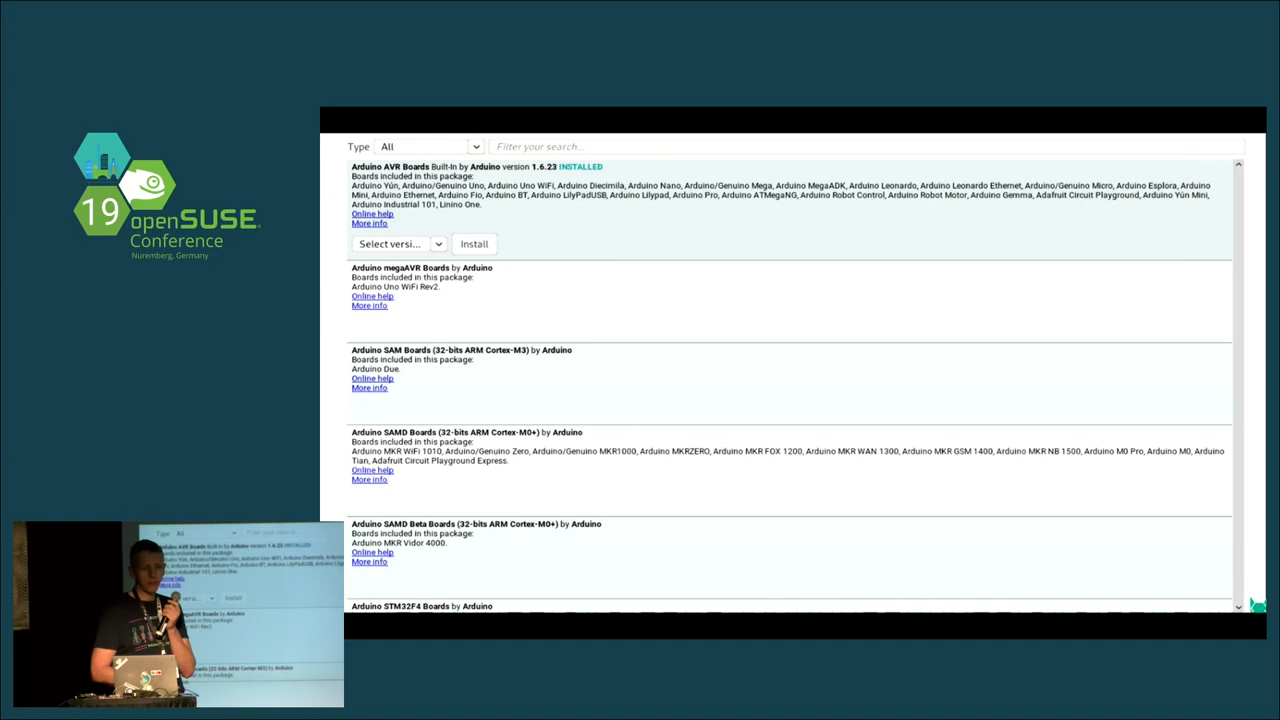 19
openSUSE
Conference
Nuremberg, Germany
Type All Filter your search...
Arduino AVR Boards Built-In by Arduino version 1.6.23 INSTALLED
Boards included in this package:
Arduino Yún, Arduino/Genuino Uno, Arduino Uno WiFi, Arduino Diecimila, Arduino Nano, Arduino/Genuino Mega, Arduino MegaADK, Arduino Leonardo, Arduino Leonardo Ethernet, Arduino/Genuino Micro, Arduino Esplora, Arduino
Mini, Arduino Ethernet, Arduino Fio, Arduino BT, Arduino LilyPadUSB, Arduino Lilypad, Arduino Pro, Arduino ATMegaNG, Arduino Robot Control, Arduino Robot Motor, Arduino Gemma, Adafruit Circuit Playground, Arduino Yún Mini,
Arduino Industrial 101, Linino One.
Online help
More info
Select versi... Install
Arduino megaAVR Boards by Arduino
Boards included in this package:
Arduino Uno WiFi Rev2.
Online help
More info
Arduino SAM Boards (32-bits ARM Cortex-M3) by Arduino
Boards included in this package:
Arduino Due.
Online help
More info
Arduino SAMD Boards (32-bits ARM Cortex-M0+) by Arduino
Boards included in this package:
Arduino MKR WiFi 1010, Arduino/Genuino Zero, Arduino/Genuino MKR1000, Arduino MKRZERO, Arduino MKR FOX 1200, Arduino MKR WAN 1300, Arduino MKR GSM 1400, Arduino MKR NB 1500, Arduino M0 Pro, Arduino M0, Arduino
Tian, Adafruit Circuit Playground Express.
Online help
More info
Arduino SAMD Beta Boards (32-bits ARM Cortex-M0+) by Arduino
Boards included in this package:
Arduino MKR Vidor 4000.
Online help
More info
Arduino STM32F4 Boards by Arduino